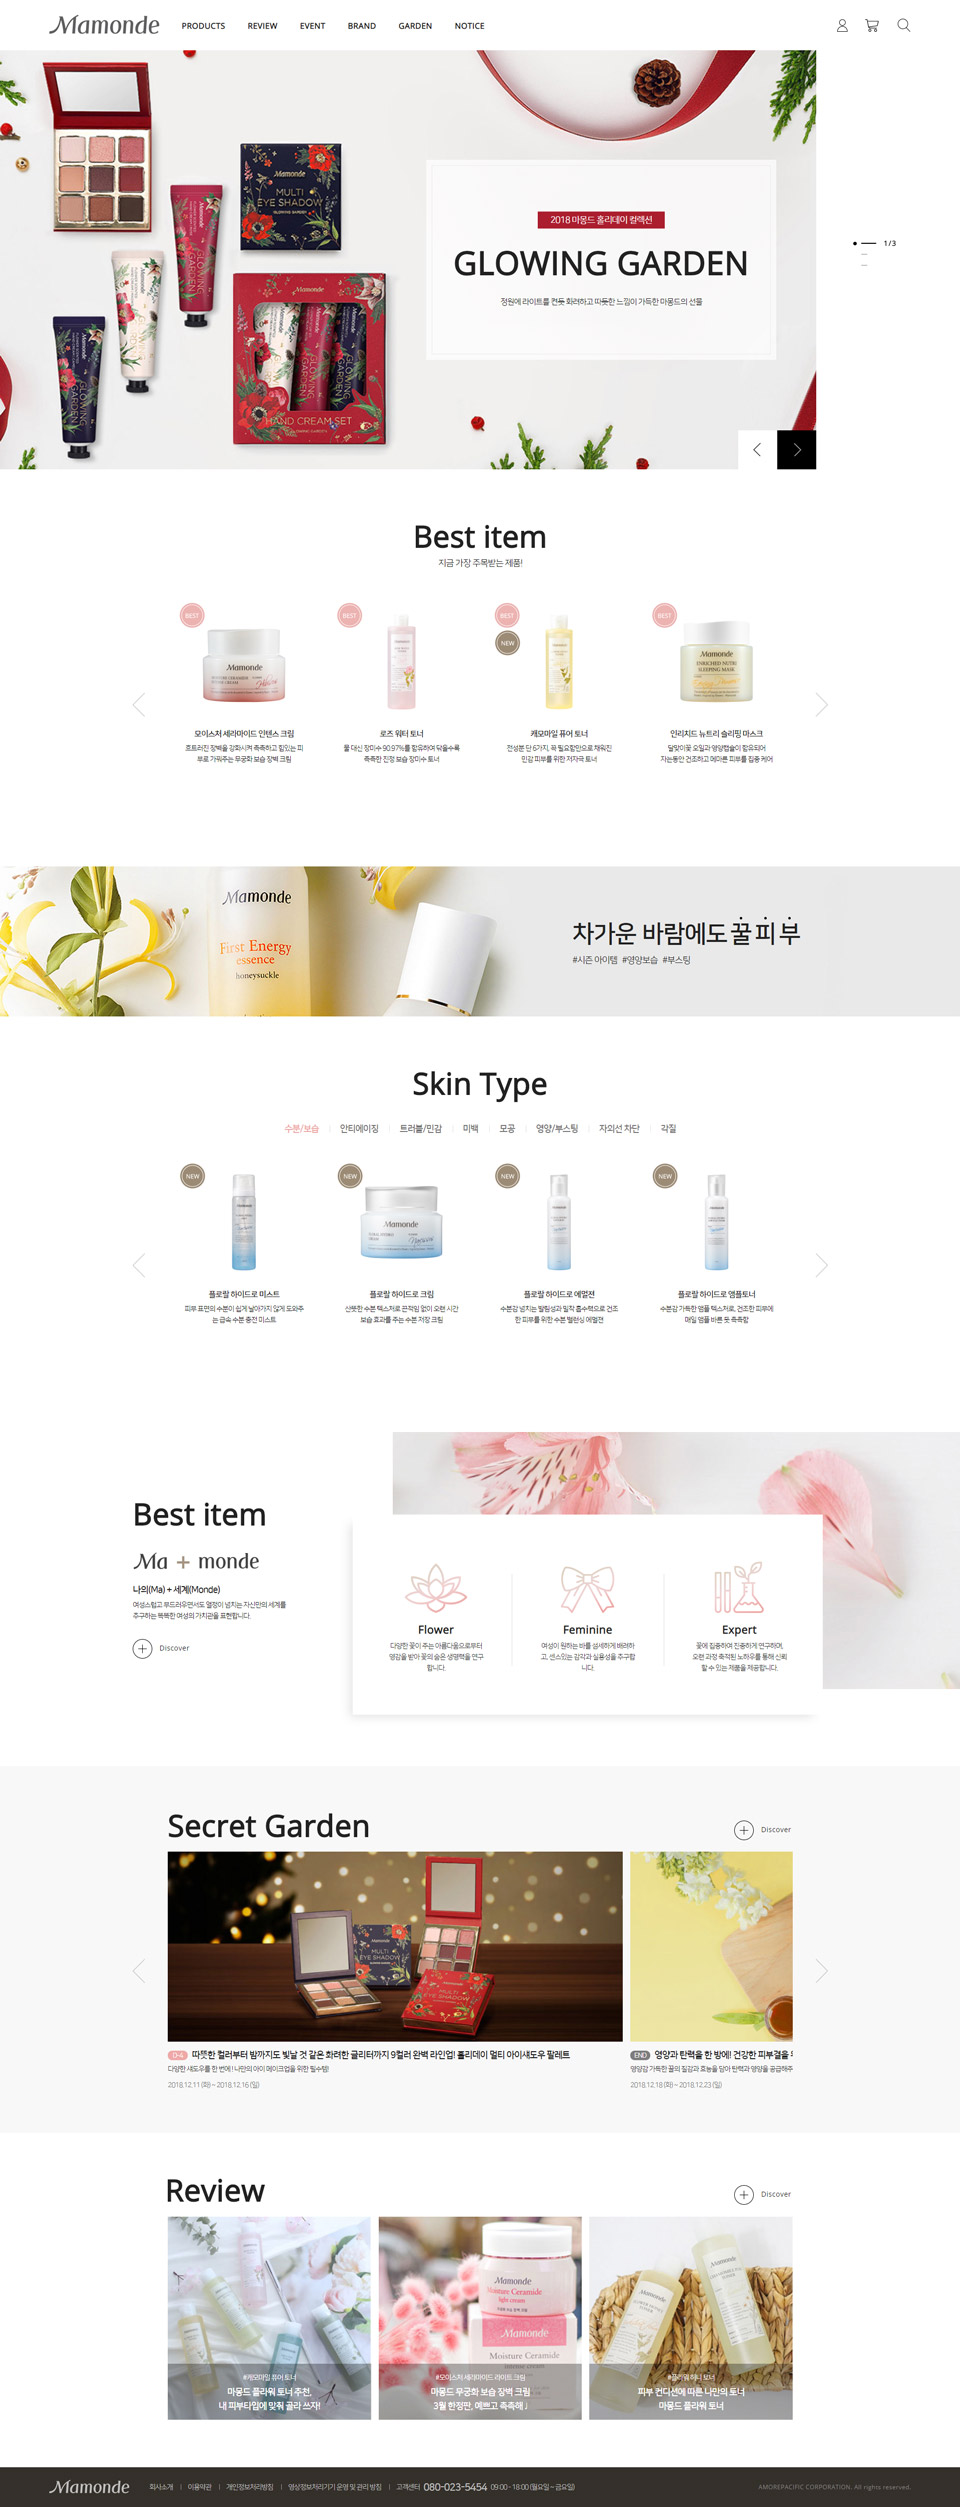 Mamonde PRODUCTS REVIEW EVENT BRAND GARDEN NOTICE
Mamonde
MULTI
EYE SHADOW
GLOWING GARDEN
Mamonde
HAND CREAM SET
2018 마몽드 홀리데이 컬렉션
GLOWING GARDEN
정원에 라이트를 켠듯 화려하고 따듯한 느낌이 가득한 마몽드의 선물
1/3
Best item
지금 가장 주목받는 제품!
BEST
BEST
BEST
NEW
BEST
모이스처 세라마이드 인텐스 크림
흐트러진 장벽을 강화시켜 촉촉하고 힘있는 피
부로 가꿔주는 무궁화 보습 장벽 크림
로즈 워터 토너
물 대신 장미수 90.97%를 함유하여 닦을수록
촉촉한 진정 보습 장미수 토너
캐모마일 퓨어 토너
전성분 단 6가지, 꼭 필요함만으로 채워진
민감 피부를 위한 저자극 토너
인리치드 뉴트리 슬리핑 마스크
달맞이꽃 오일과 영양캡슐이 함유되어
자는동안 건조하고 메마른 피부를 집중 케어
Mamonde
First Energy
essence
honeysuckle
차가운 바람에도 꿀피부
#시즌 아이템 #영양보습 #부스팅
Skin Type
수분/보습 안티에이징 트러블/민감 미백 모공 영양/부스팅 자외선 차단 각질
NEW
NEW
NEW
NEW
플로랄 하이드로 미스트
피부 표면의 수분이 쉽게 날아가지 않게 도와주
는 급속 수분 충전 미스트
플로랄 하이드로 크림
산뜻한 수분 텍스처로 끈적임 없이 오랜 시간
보습 효과를 주는 수분 저장 크림
플로랄 하이드로 에멀젼
수분감 넘치는 발림성과 밀착 흡수력으로 건조
한 피부를 위한 수분 밸런싱 에멀젼
플로랄 하이드로 앰플토너
수분감 가득한 앰플 텍스처로, 건조한 피부에
매일 앰플 바른 듯 촉촉함
Best item
Ma + monde
나의(Ma) + 세계(Monde)
여성스럽고 부드러우면서도 열정이 넘치는 자신만의 세계를
추구하는 똑똑한 여성의 가치관을 표현합니다.
Discover
Flower
다양한 꽃이 주는 아름다움으로부터
영감을 받아 꽃의 숨은 생명력을 연구
합니다.
Feminine
여성이 원하는 바를 섬세하게 배려하
고, 센스있는 감각과 실용성을 추구합
니다.
Expert
꽃에 집중하여 진중하게 연구하며,
오랜 과정 축적된 노하우를 통해 신뢰
할 수 있는 제품을 제공합니다.
Secret Garden
Discover
D-4 따뜻한 컬러부터 밤까지도 빛날 것 같은 화려한 글리터까지 9컬러 완벽 라인업! 홀리데이 멀티 아이섀도우 팔레트
다양한 섀도우를 한 번에! 나만의 아이 메이크업을 위한 필수템!
2018.12.11 (화) ~ 2018.12.16 (일)
END 영양과 탄력을 한 방에! 건강한 피부결을
영양감 가득한 꿀의 질감과 효능을 담아 탄력과 영양을 공급해주
2018.12.18 (화) ~ 2018.12.23 (일)
Review
Discover
#캐모마일 퓨어 토너
마몽드 플라워 토너 추천,
내 피부타입에 맞춰 골라 쓰자!
Mamonde
Moisture Ceramide
light cream
Mamonde
Moisture Ceramide
intense cream
#모이스처 세라마이드 라이트 크림
마몽드 무궁화 보습 장벽 크림
3월 한정판, 예쁘고 촉촉해♩
#플라워 허니 토너
피부 컨디션에 따른 나만의 토너
마몽드 플라워 토너
Mamonde 회사소개 이용약관 개인정보처리방침 영상정보처리기기 운영 및 관리 방침 고객센터 080-023-5454 09:00 - 18:00 (월요일 ~ 금요일) AMOREPACIFIC CORPORATION. All rights reserved.